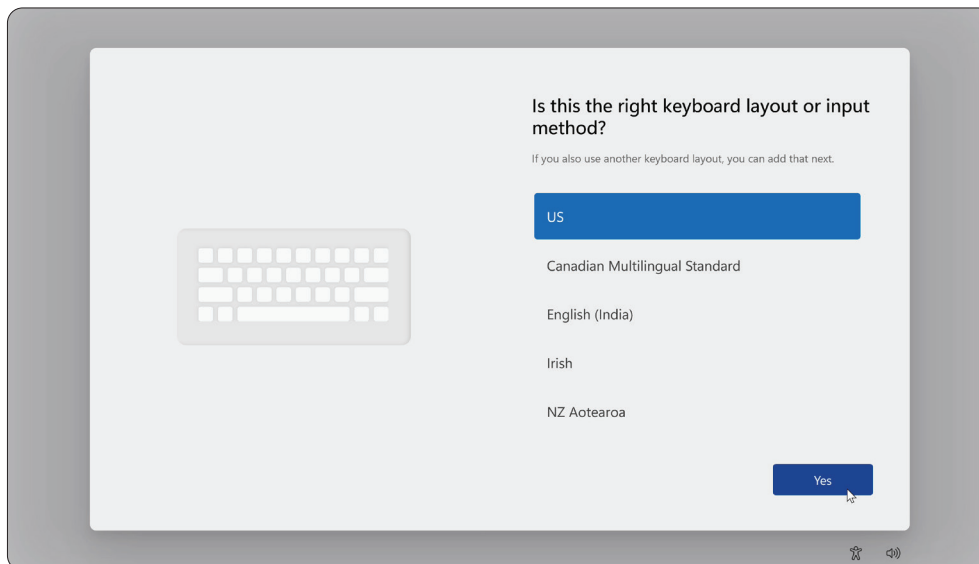 Is this the right keyboard layout or input
method?
If you also use another keyboard layout, you can add that next.
US
Canadian Multilingual Standard
English (India)
Irish
NZ Aotearoa
Yes